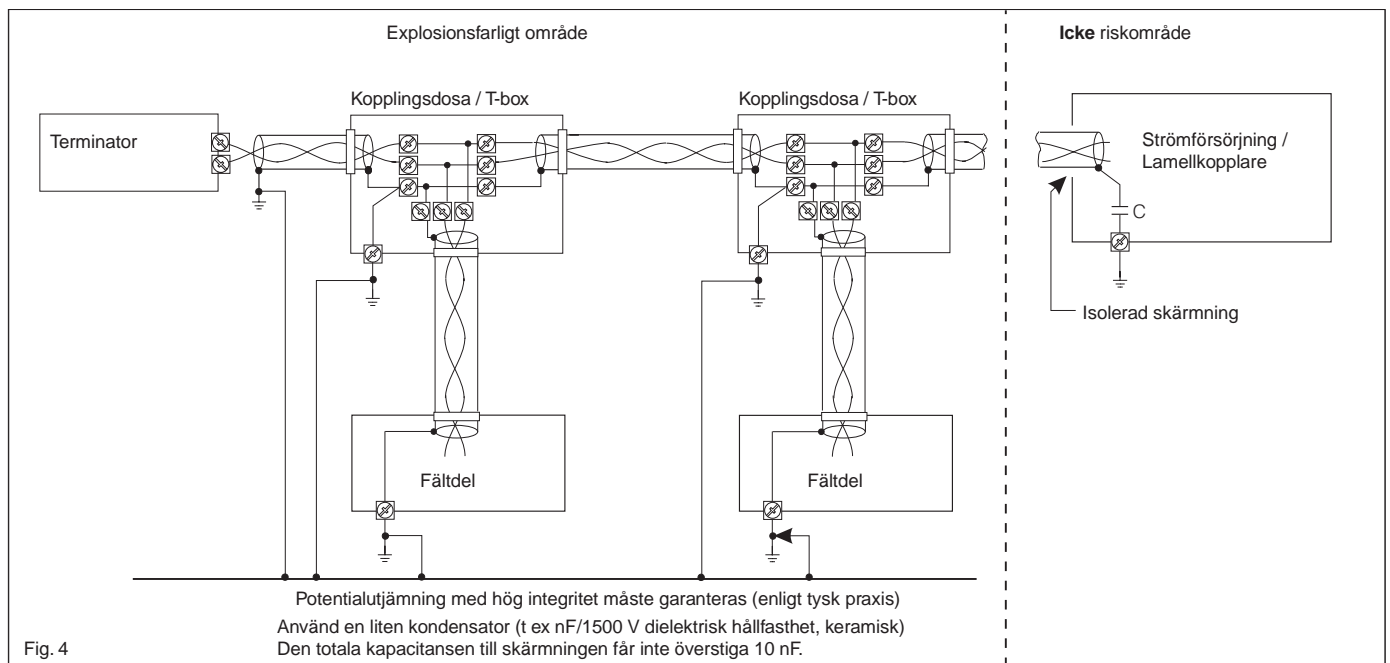 Explosionsfarligt område
Icke riskområde
Kopplingsdosa / T-box
Kopplingsdosa / T-box
Terminator
Strömförsörjning /
Lamellkopplare
C
Isolerad skärmning
Fältdel
Fältdel
Potentialutjämning med hög integritet måste garanteras (enligt tysk praxis)
Använd en liten kondensator (t ex nF/1500 V dielektrisk hållfasthet, keramisk)
Den totala kapacitansen till skärmningen får inte överstiga 10 nF.
Fig. 4